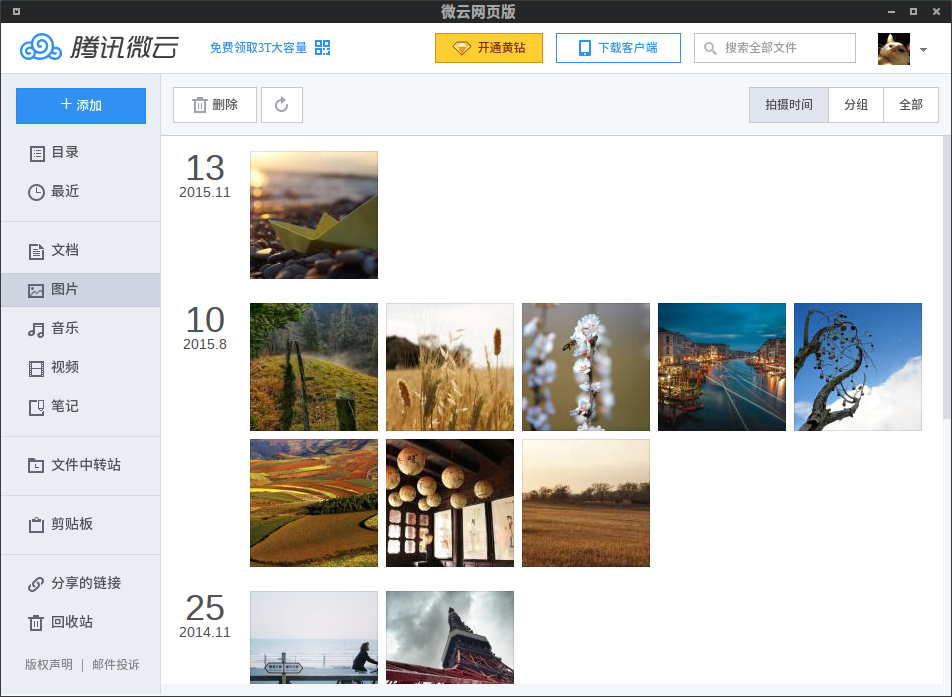 微云网页版
腾讯微云
免费领取3T大容量
开通黄钻
下载客户端
搜索全部文件
添加
删除
拍摄时间
分组
全部
目录
最近
文档
图片
音乐
视频
笔记
文件中转站
剪贴板
分享的链接
回收站
版权声明 | 邮件投诉
13
2015.11
10
2015.8
25
2014.11